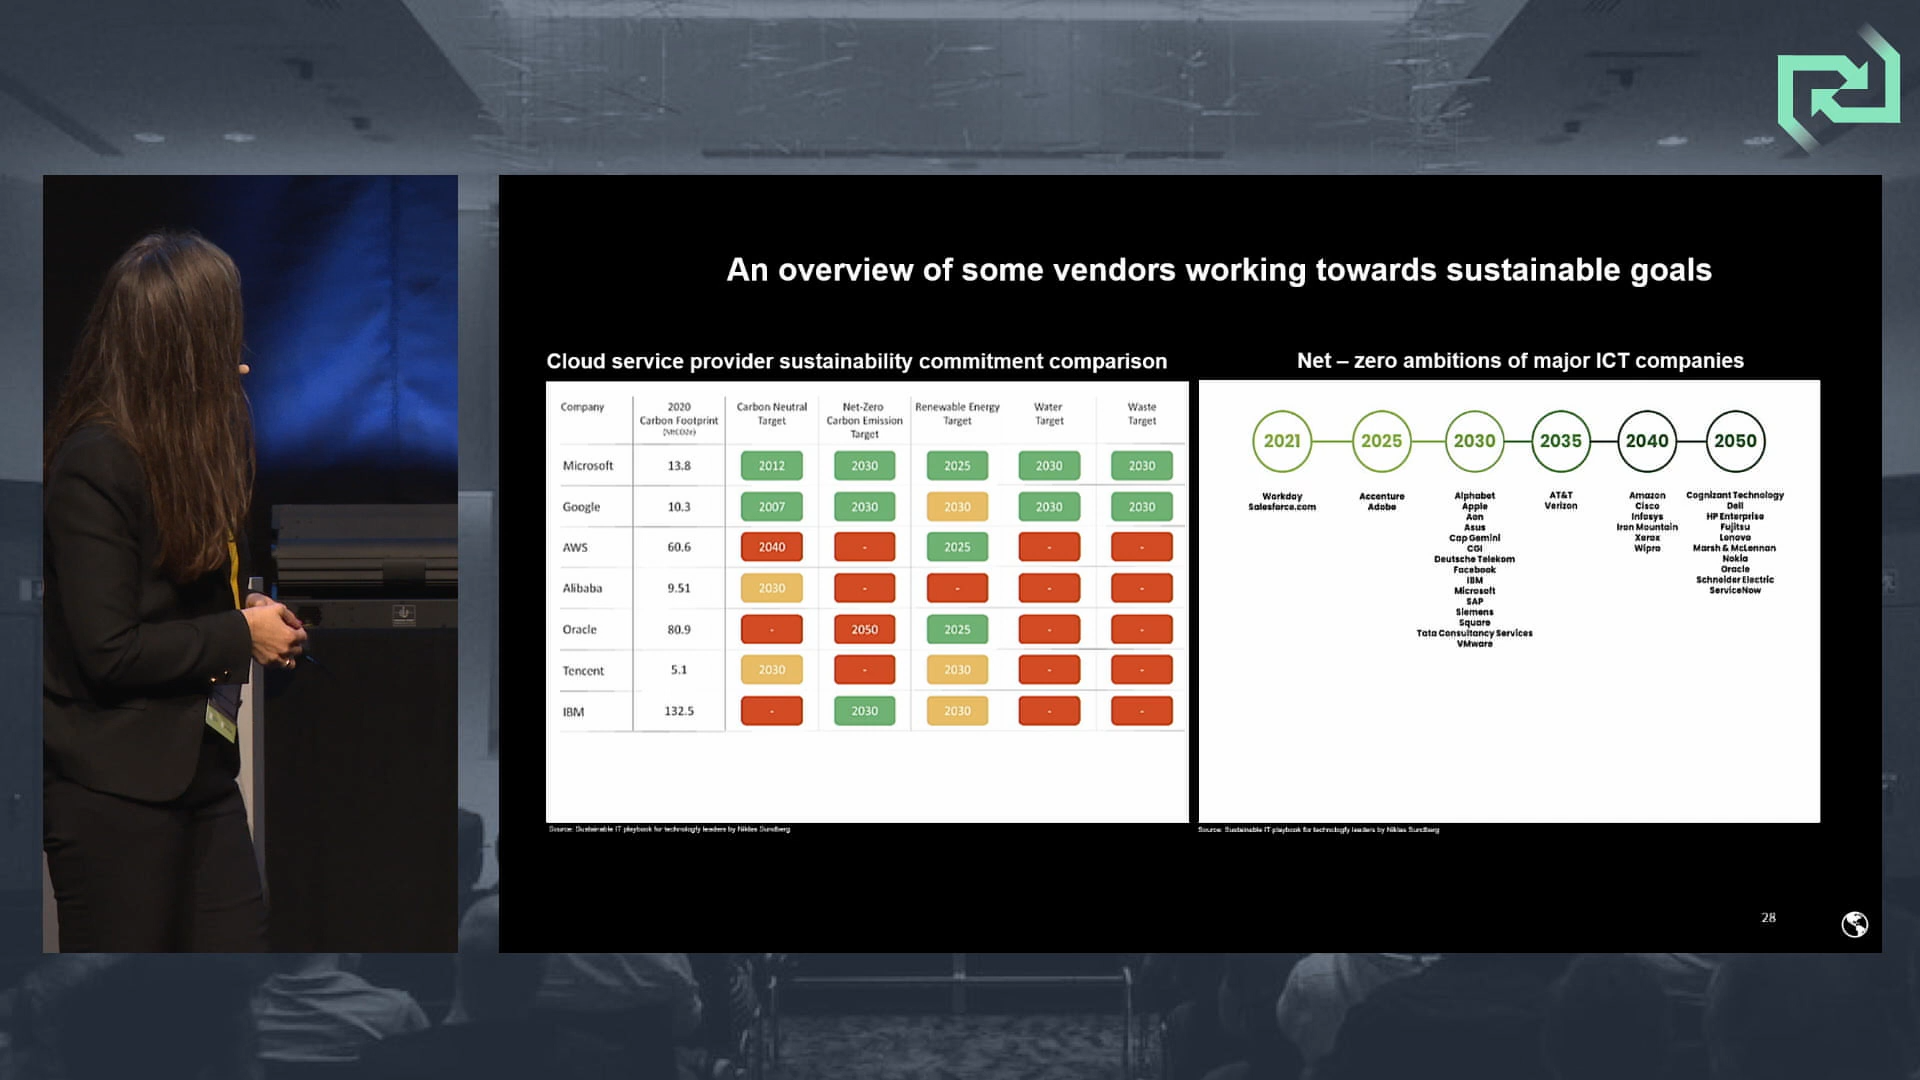 An overview of some vendors working towards sustainable goals
Cloud service provider sustainability commitment comparison
Company
2020
Carbon Footprint
Carbon Neutral
Target
Net-Zero
Carbon Emission
Target
Renewable Energy
Target
Water
Target
Waste
Target
Microsoft 13.8 2012 2030 2025 2030 2030
Google 10.3 2007 2030 2030 2030 2030
AWS 60.6 2040 - 2025 - -
Alibaba 9.51 2030 - - - -
Oracle 80.9 - 2050 2025 - -
Tencent 5.1 2030 - 2030 - -
IBM 132.5 - 2030 2030 - -
Source: Sustainable IT playbook for technologfy leaders by Niklas Sundberg
Net – zero ambitions of major ICT companies
2021 2025 2030 2035 2040 2050
Workday
Salesforce.com
Accenture
Adobe
Alphabet
Apple
Aon
Asus
Cap Gemini
CGI
Deutsche Telekom
Facebook
IBM
Microsoft
SAP
Siemens
Square
Tata Consultancy Services
VMware
AT&T
Verizon
Amazon
Cisco
Infosys
Iron Mountain
Xerox
Wipro
Cognizant Technology
Dell
HP Enterprise
Fujitsu
Lenovo
Marsh & McLennan
Nokia
Oracle
Schneider Electric
ServiceNow
Source: Sustainable IT playbook for technologfy leaders by Niklas Sundberg
28